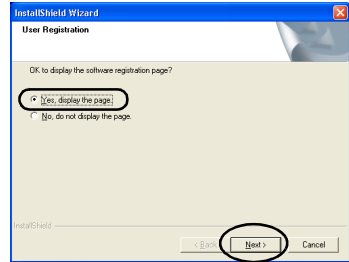 InstallShield Wizard
User Registration
OK to display the software registration page?
Yes, display the page.
No, do not display the page.
InstallShield
< Back Next > Cancel